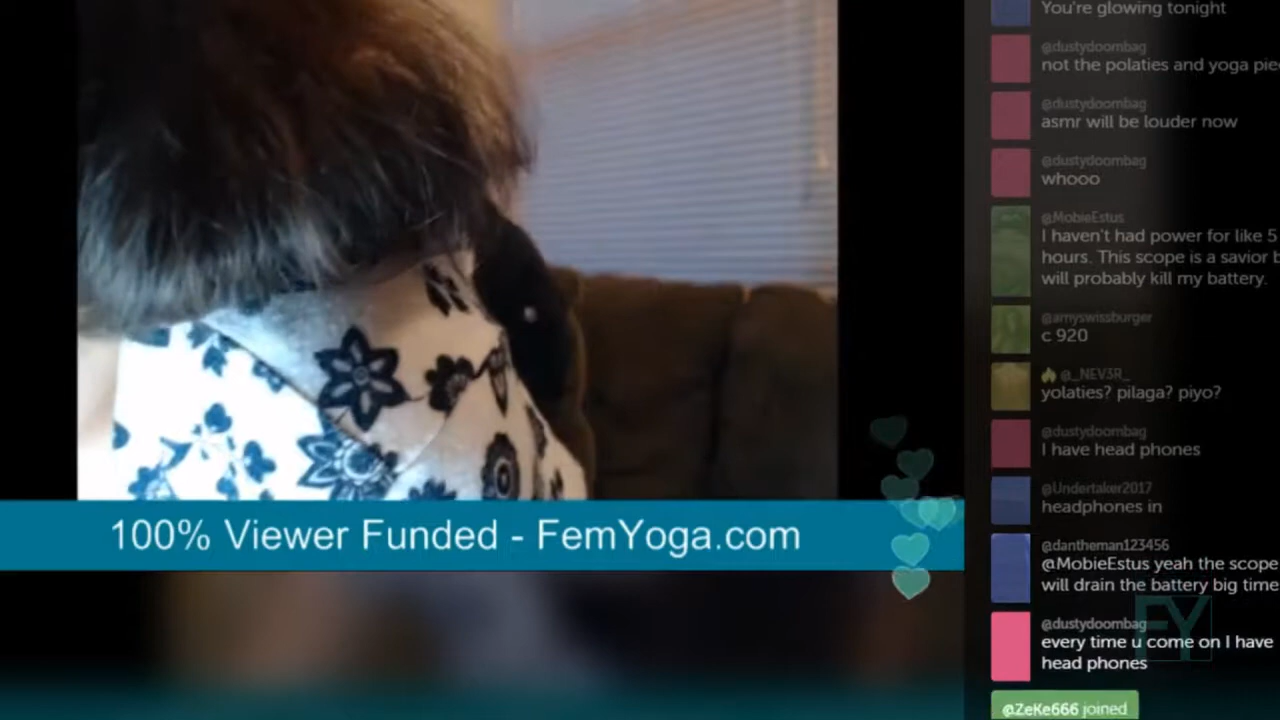 You're glowing tonight
@dustydoombag
not the polaties and yoga pie
@dustydoombag
asmr will be louder now
@dustydoombag
whooo
@MobieEstus
I haven't had power for like 5
hours. This scope is a savior b
will probably kill my battery.
@amyswissburger
c 920
@_NEV3R_
yolaties? pilaga? piyo?
@dustydoombag
I have head phones
@Undertaker2017
headphones in
@dantheman123456
@MobieEstus yeah the scope
will drain the battery big time
@dustydoombag
every time u come on I have
head phones
@ZeKe666 joined
100% Viewer Funded - FemYoga.com
FY